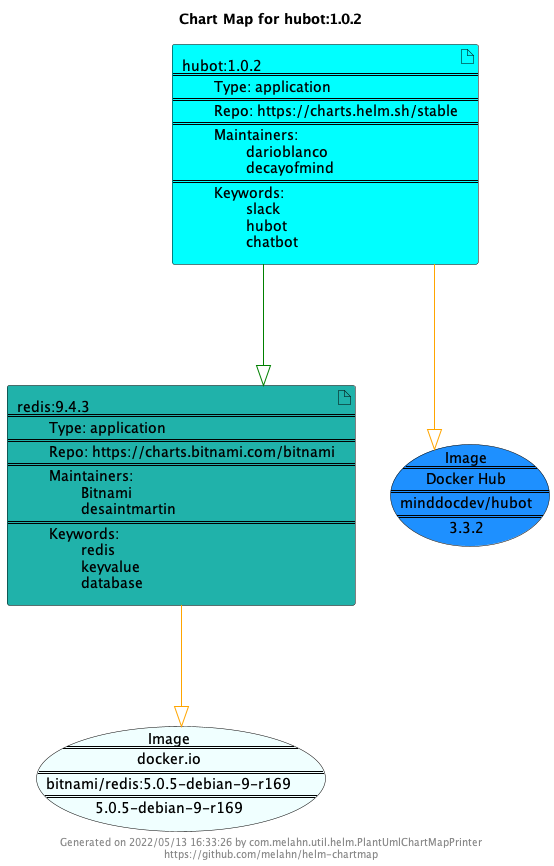 Chart Map for hubot:1.0.2
hubot:1.0.2
Type: application
Repo: https://charts.helm.sh/stable
Maintainers:
darioblanco
decayofmind
Keywords:
slack
hubot
chatbot
redis:9.4.3
Type: application
Repo: https://charts.bitnami.com/bitnami
Maintainers:
Bitnami
desaintmartin
Keywords:
redis
keyvalue
database
Image
Docker Hub
minddocdev/hubot
3.3.2
Image
docker.io
bitnami/redis:5.0.5-debian-9-r169
5.0.5-debian-9-r169
Generated on 2022/05/13 16:33:26 by com.melahn.util.helm.PlantUmlChartMapPrinter
https://github.com/melahn/helm-chartmap